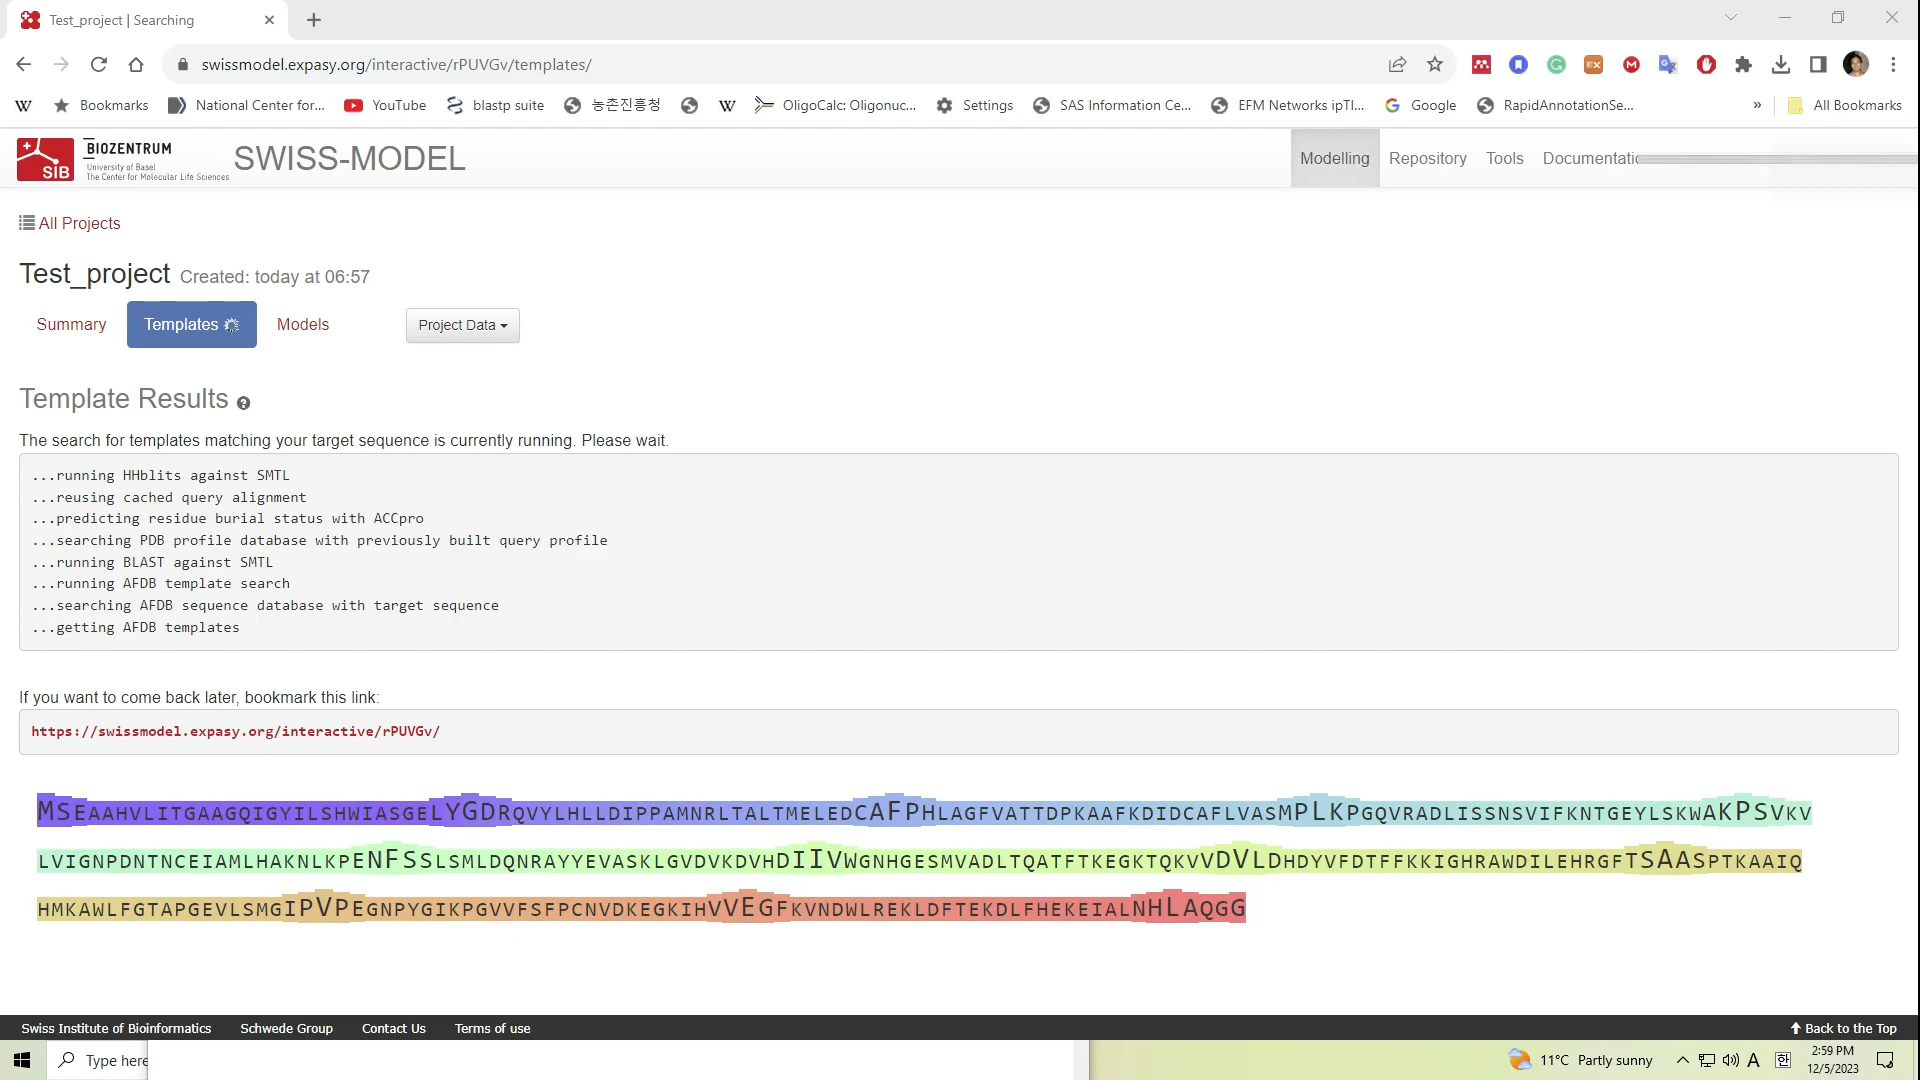 Test_project | Searching
swissmodel.expasy.org/interactive/rPUVGv/templates/
Bookmarks National Center for... YouTube blastp suite 농촌진흥청 OligoCalc: Oligonuc... Settings SAS Information Ce... EFM Networks ipTI... Google RapidAnnotationSe... » All Bookmarks
SIB BIOZENTRUM
University of Basel
The Center for Molecular Life Sciences
SWISS-MODEL
Modelling Repository Tools Documentatio
All Projects
Test_project Created: today at 06:57
Summary Templates Models Project Data
Template Results
The search for templates matching your target sequence is currently running. Please wait.
...running HHblits against SMTL
...reusing cached query alignment
...predicting residue burial status with ACCpro
...searching PDB profile database with previously built query profile
...running BLAST against SMTL
...running AFDB template search
...searching AFDB sequence database with target sequence
...getting AFDB templates
If you want to come back later, bookmark this link:
https://swissmodel.expasy.org/interactive/rPUVGv/
MSEAAHVLITGAAGQIGYILSHWIASGELYGDRQVYLHLLDIPPAMNRLTALTMELEDCAFPHLAGFVATTDPKAAFKDIDCAFLVASMPLKPGQVRADLISSNSVIFKNTGEYLSKWAKPSVKV
LVIGNPDNTNCEIAMLHAKNLKPENFSSLSMLDQNRAYYEVASKLGVDVKDVHDIIVWGNHGESMVADLTQATFTKEGKTQKVVDVLDHDYVFDTFFKKIGHRAWDILEHRGFTSAASPTKAAIQ
HMKAWLFGTAPGEVLSMGIPVPEGNPYGIKPGVVFSFPCNVDKEGKIHVVEGFKVNDWLREKLDFTEKDLFHEKEIALNHLAQGG
Swiss Institute of Bioinformatics Schwede Group Contact Us Terms of use Back to the Top
Type here 11°C Partly sunny A 한 2:59 PM
12/5/2023